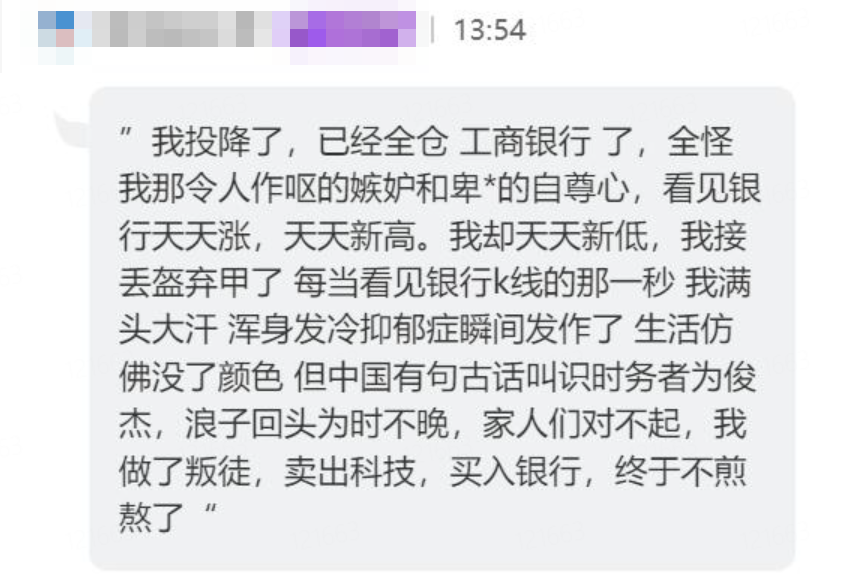 13:54
”我投降了，已经全仓 工商银行 了，全怪
我那令人作呕的嫉妒和卑*的自尊心，看见银
行天天涨，天天新高。我却天天新低，我接
丢盔弃甲了 每当看见银行k线的那一秒 我满
头大汗 浑身发冷抑郁症瞬间发作了 生活仿
佛没了颜色 但中国有句古话叫识时务者为俊
杰，浪子回头为时不晚，家人们对不起，我
做了叛徒，卖出科技，买入银行，终于不煎
熬了 “